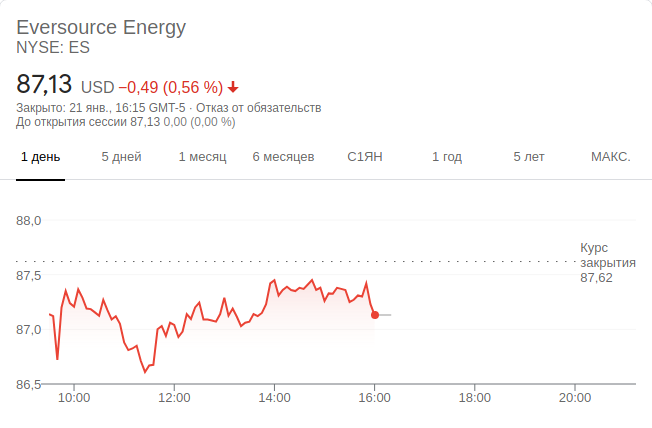 Eversource Energy
NYSE: ES
87,13 USD −0,49 (0,56 %)
Закрыто: 21 янв., 16:15 GMT-5 · Отказ от обязательств
До открытия сессии 87,13 0,00 (0,00 %)
1 день 5 дней 1 месяц 6 месяцев С1ЯН 1 год 5 лет МАКС.
88,0
Курс
закрытия
87,62
87,5
87,0
86,5
10:00 12:00 14:00 16:00 18:00 20:00